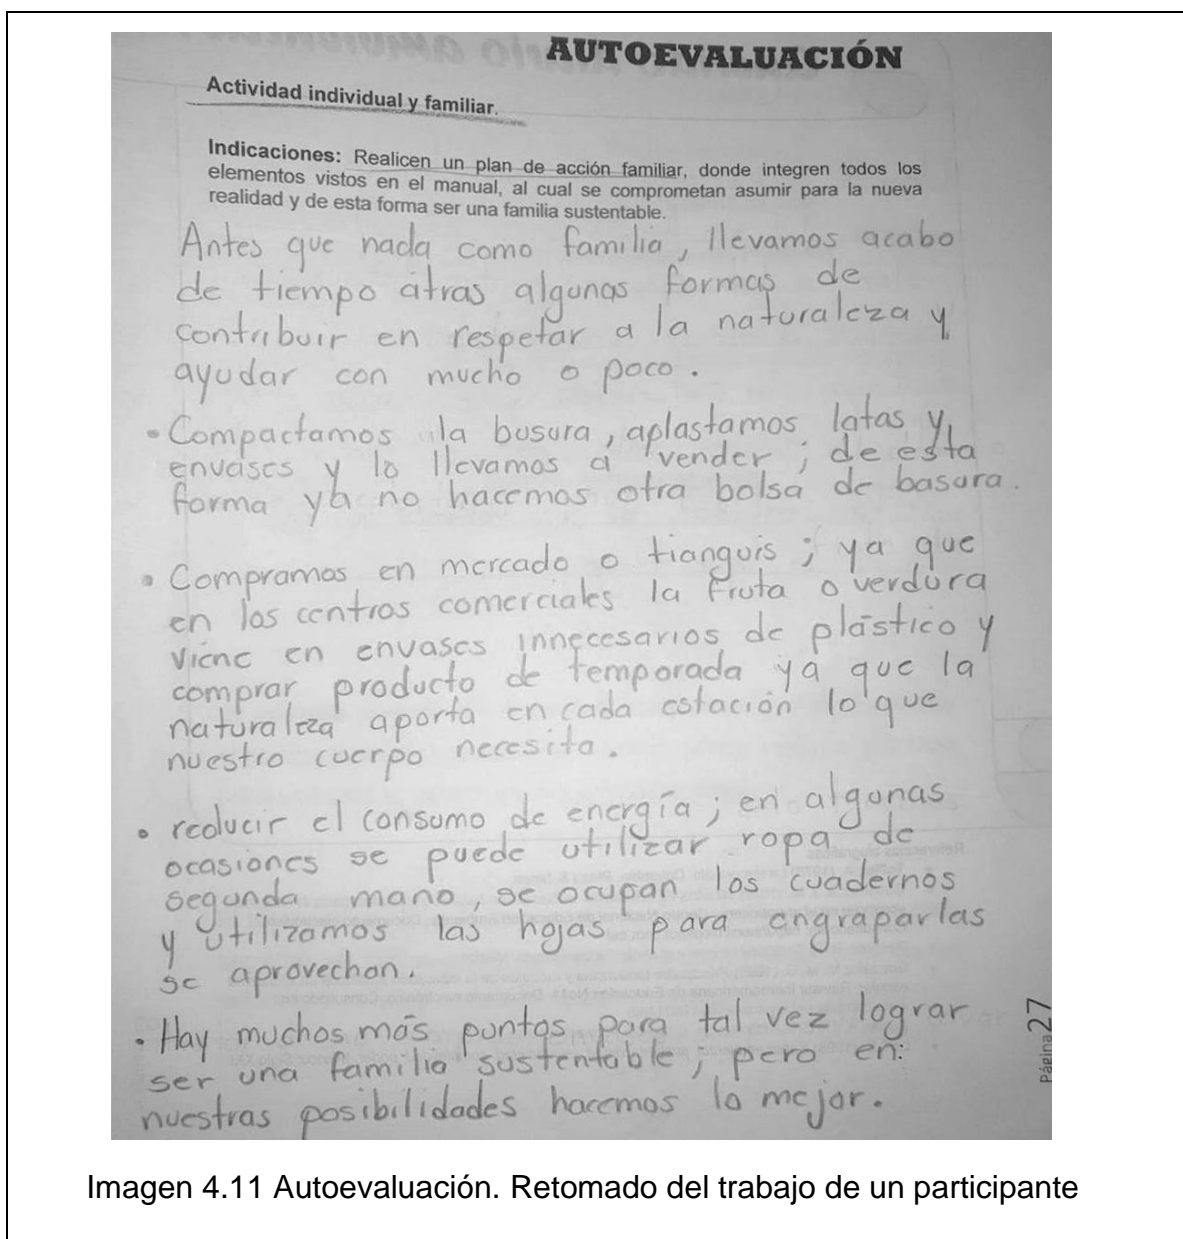 AUTOEVALUACIÓN
Actividad individual y familiar.
Indicaciones: Realicen un plan de acción familiar, donde integren todos los
elementos vistos en el manual, al cual se comprometan asumir para la nueva
realidad y de esta forma ser una familia sustentable.
Antes que nada como familia, llevamos acabo
de tiempo atras algunas formas de
contribuir en respetar a la naturaleza y
ayudar con mucho o poco.
• Compactamos la basura, aplastamos latas y
envases y lo llevamos a vender; de esta
forma ya no hacemos otra bolsa de basura.
• Compramos en mercado o tianguis; ya que
en los centros comerciales la fruta o verdura
viene en envases innecesarios de plástico y
comprar producto de temporada ya que la
naturaleza aporta en cada estación lo que
nuestro cuerpo necesita.
• reducir el consumo de energía; en algunas
ocasiones se puede utilizar ropa de
segunda mano, se ocupan los cuadernos
y utilizamos las hojas para engraparlas
se aprovechan.
• Hay muchos más puntos para tal vez lograr
ser una familia sustentable; pero en:
nuestras posibilidades hacemos lo mejor.
Página 27
Imagen 4.11 Autoevaluación. Retomado del trabajo de un participante